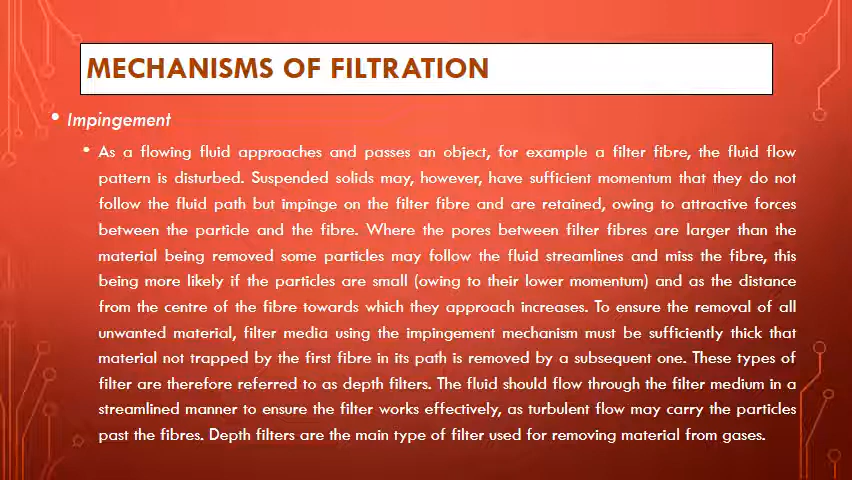 MECHANISMS OF FILTRATION
• Impingement
• As a flowing fluid approaches and passes an object, for example a filter fibre, the fluid flow
pattern is disturbed. Suspended solids may, however, have sufficient momentum that they do not
follow the fluid path but impinge on the filter fibre and are retained, owing to attractive forces
between the particle and the fibre. Where the pores between filter fibres are larger than the
material being removed some particles may follow the fluid streamlines and miss the fibre, this
being more likely if the particles are small (owing to their lower momentum) and as the distance
from the centre of the fibre towards which they approach increases. To ensure the removal of all
unwanted material, filter media using the impingement mechanism must be sufficiently thick that
material not trapped by the first fibre in its path is removed by a subsequent one. These types of
filter are therefore referred to as depth filters. The fluid should flow through the filter medium in a
streamlined manner to ensure the filter works effectively, as turbulent flow may carry the particles
past the fibres. Depth filters are the main type of filter used for removing material from gases.